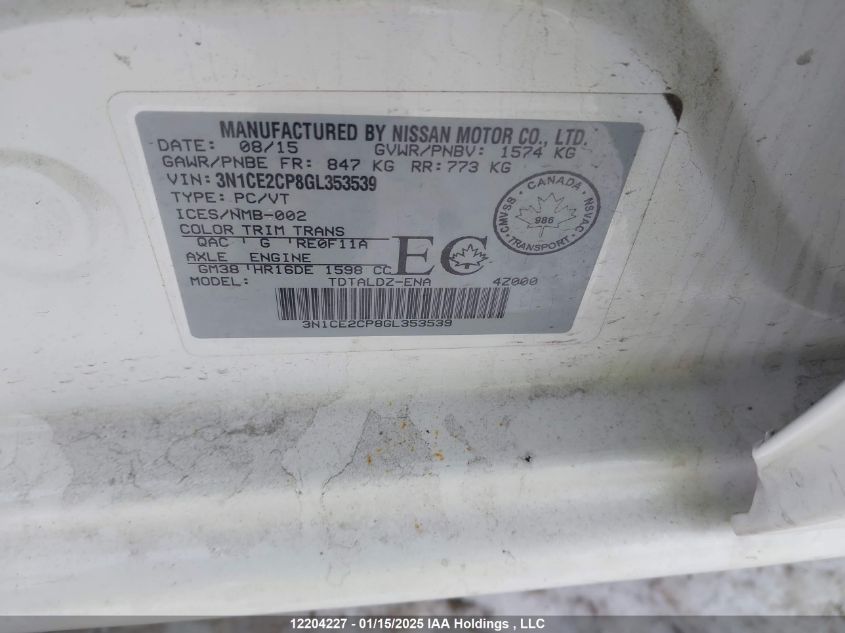 MANUFACTURED BY NISSAN MOTOR CO., LTD.
DATE: 08/15 GVWR/PNBV: 1574 KG
GAWR/PNBE FR: 847 KG RR: 773 KG
VIN: 3N1CE2CP8GL353539
TYPE: PC/VT
ICES/NMB-002
COLOR TRIM TRANS
QAC G RE0F11A
AXLE ENGINE
GM38 HR16DE 1598 CC
EC
MODEL: TDTALDZ-ENA 4Z000
3N1CE2CP8GL353539
CANADA
CMVSB
986
NSVAC
TRANSPORT
12204227 - 01/15/2025 IAA Holdings , LLC